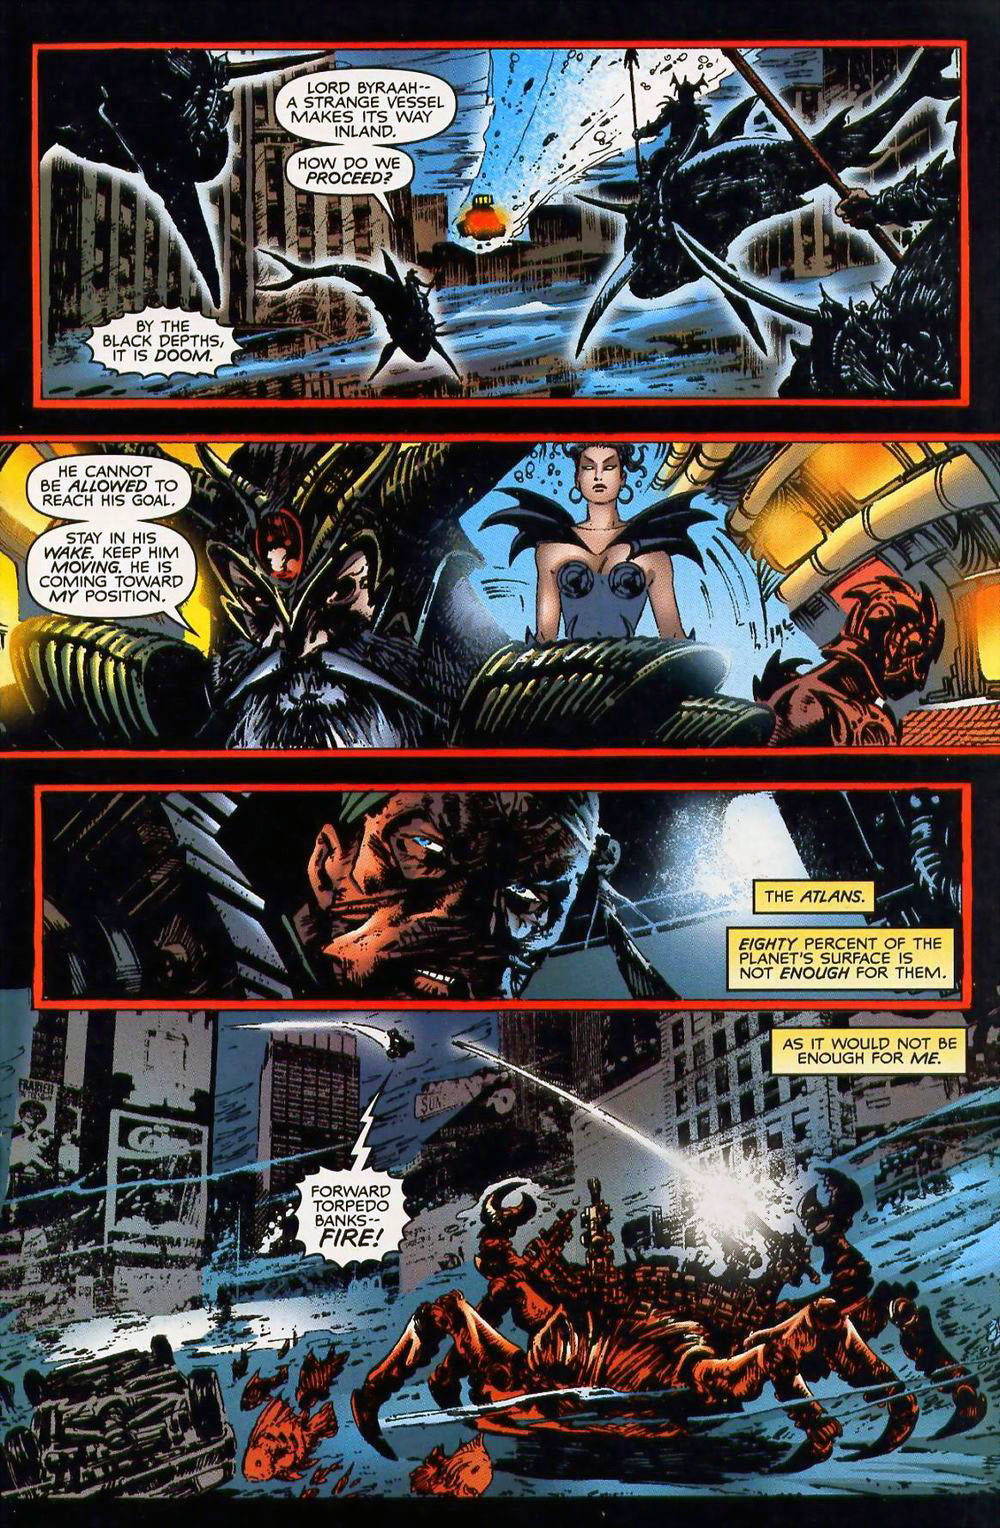 LORD BYRAAH--
A STRANGE VESSEL
MAKES ITS WAY
INLAND.
HOW DO WE
PROCEED?
BY THE
BLACK DEPTHS,
IT IS DOOM.
HE CANNOT
BE ALLOWED TO
REACH HIS GOAL.
STAY IN HIS
WAKE. KEEP HIM
MOVING. HE IS
COMING TOWARD
MY POSITION.
THE ATLANS.
EIGHTY PERCENT OF THE
PLANET'S SURFACE IS
NOT ENOUGH FOR THEM.
AS IT WOULD NOT BE
ENOUGH FOR ME.
SUN
FORWARD
TORPEDO
BANKS--
FIRE!